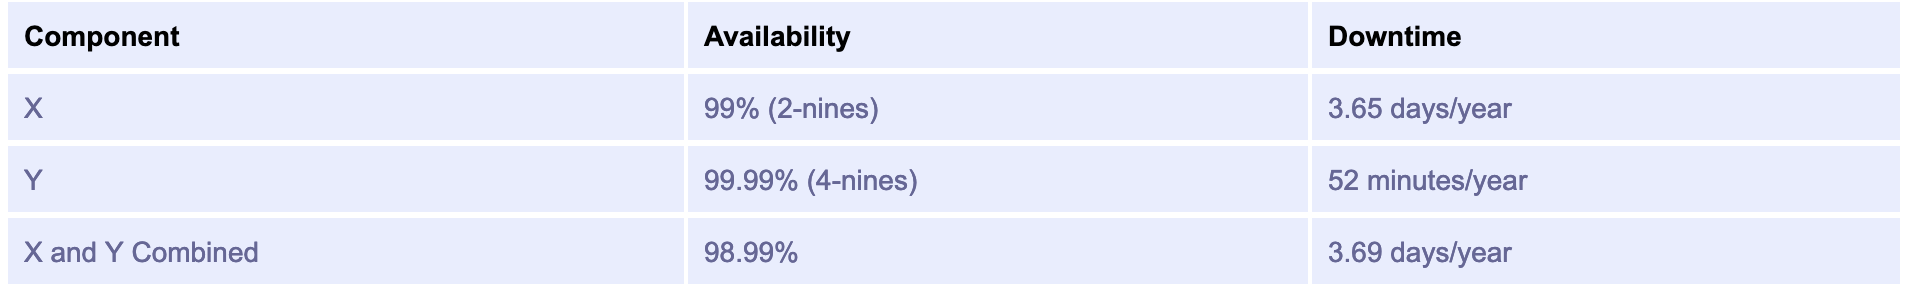 Component Availability Downtime
X 99% (2-nines) 3.65 days/year
Y 99.99% (4-nines) 52 minutes/year
X and Y Combined 98.99% 3.69 days/year